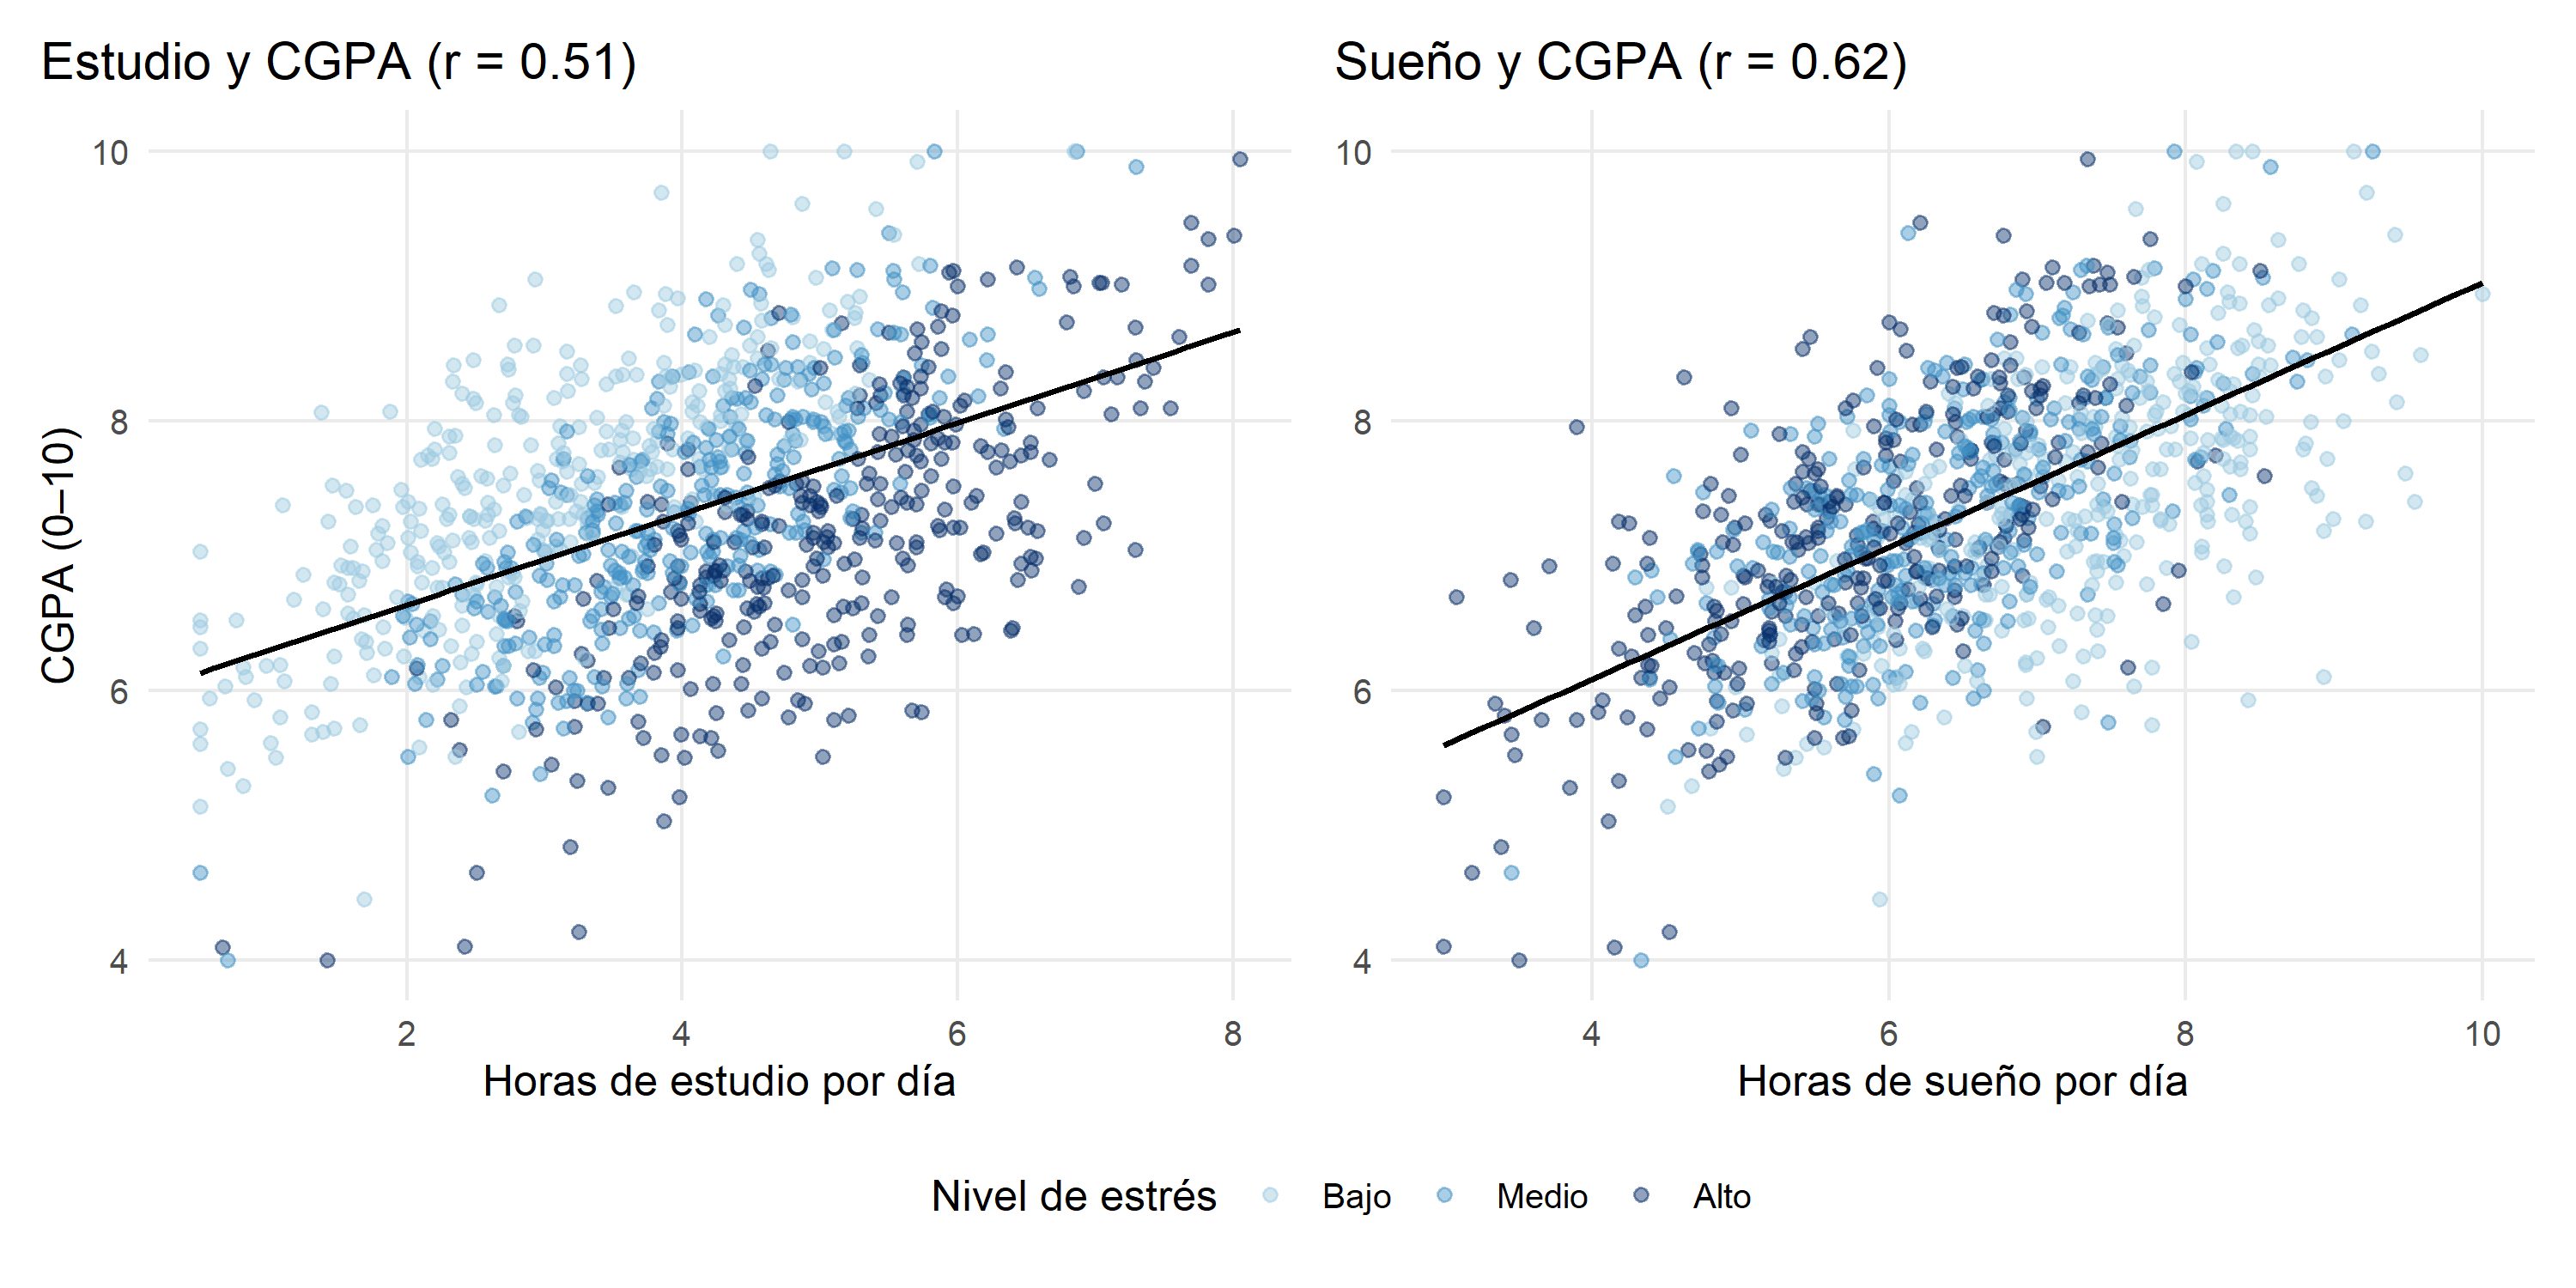 Estudio y CGPA (r = 0.51)
Sueño y CGPA (r = 0.62)
CGPA (0–10)
10
8
6
4
2
4
6
8
Horas de estudio por día
10
8
6
4
4
6
8
10
Horas de sueño por día
Nivel de estrés
Bajo
Medio
Alto